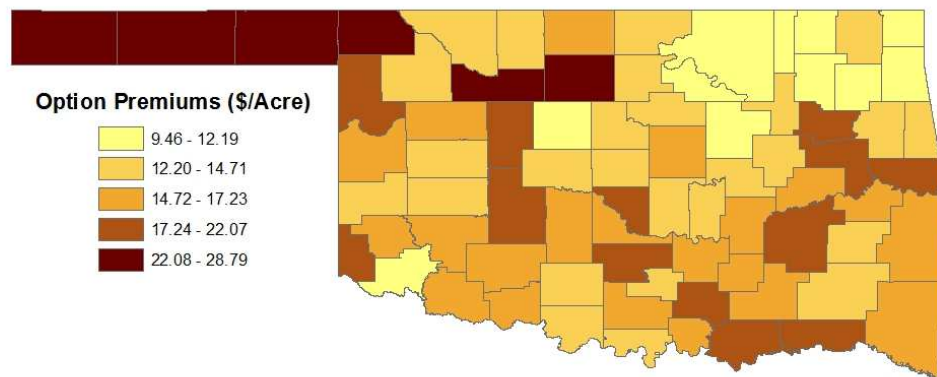 Option Premiums ($/Acre)
9.46 - 12.19
12.20 - 14.71
14.72 - 17.23
17.24 - 22.07
22.08 - 28.79